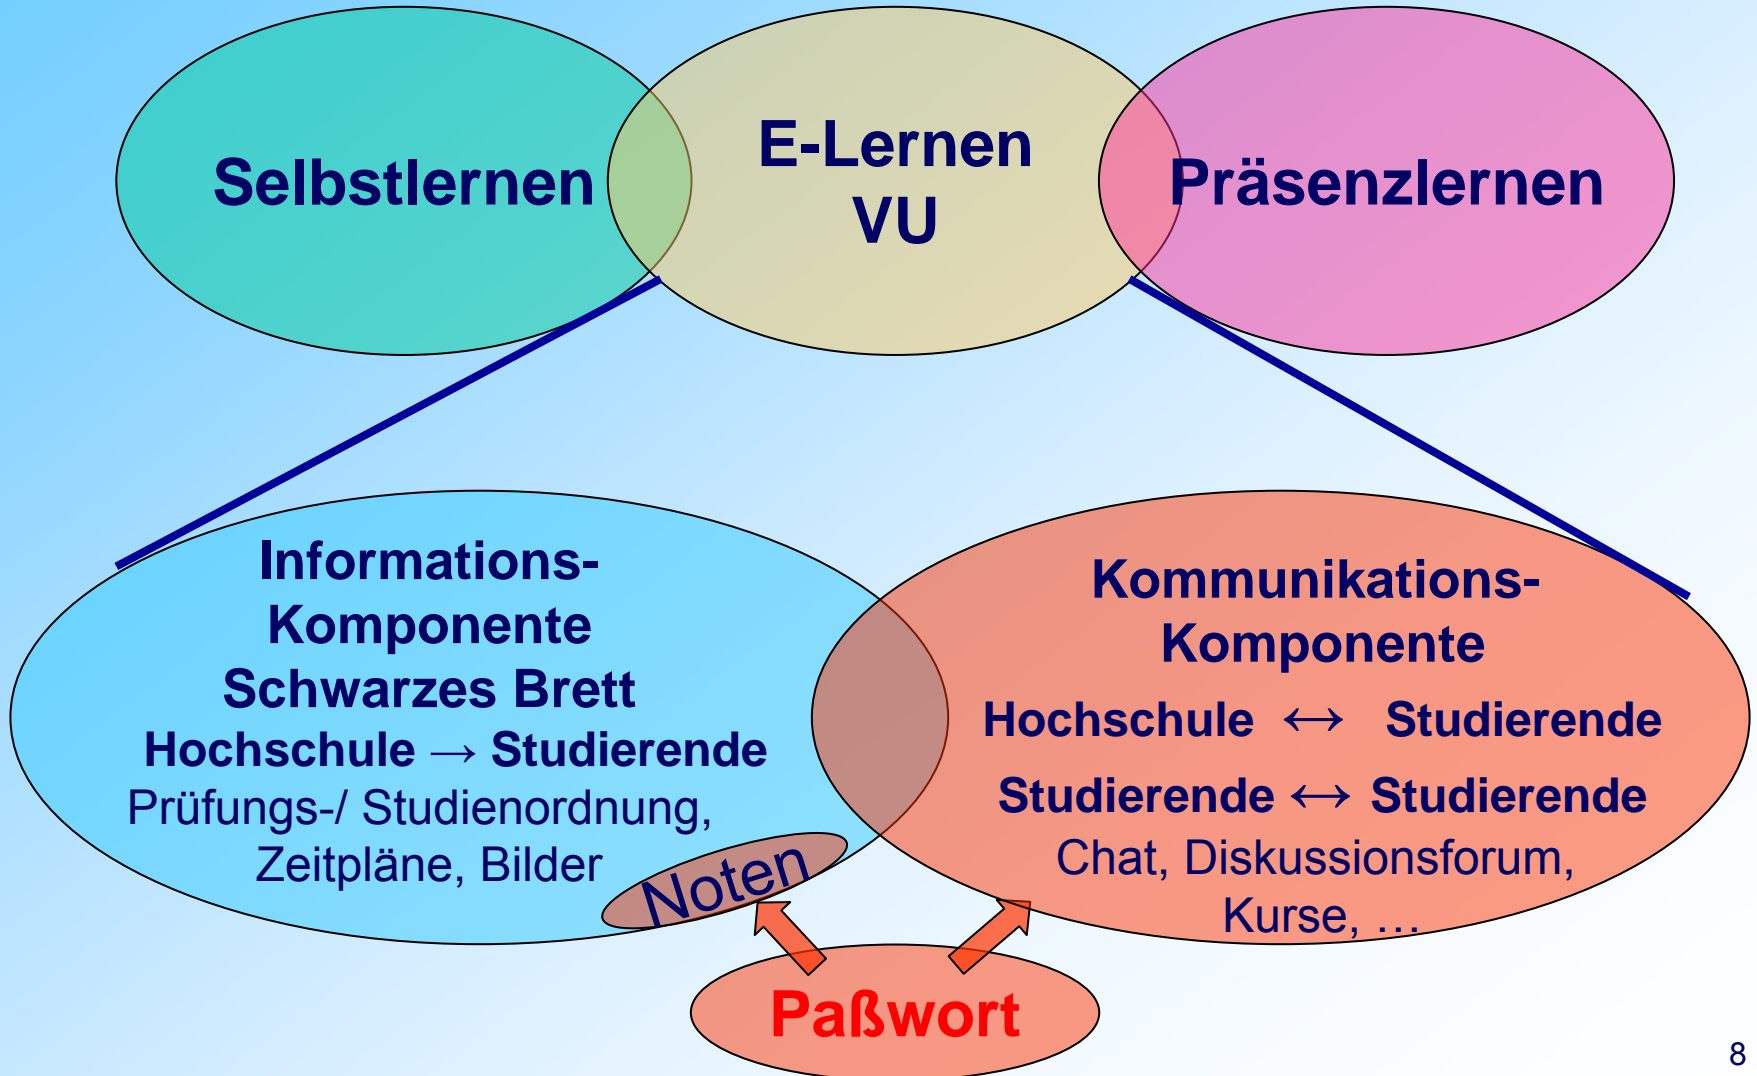 Selbstlernen
E-Lernen
VU
Präsenzlernen
Informations-
Komponente
Schwarzes Brett
Hochschule → Studierende
Prüfungs-/ Studienordnung,
Zeitpläne, Bilder
Noten
Kommunikations-
Komponente
Hochschule ↔ Studierende
Studierende ↔ Studierende
Chat, Diskussionsforum,
Kurse, …
Paßwort
8